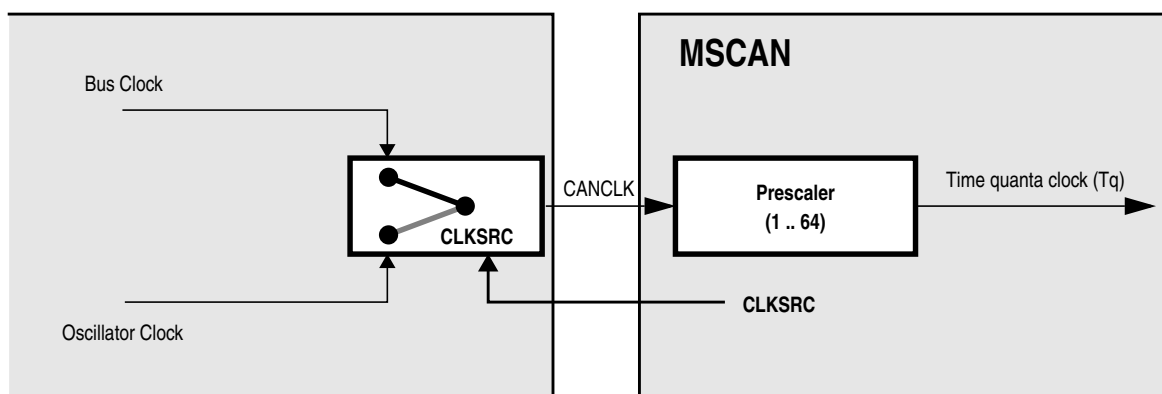 MSCAN
Bus Clock
CANCLK
Prescaler
(1 .. 64)
Time quanta clock (Tq)
CLKSRC
CLKSRC
Oscillator Clock